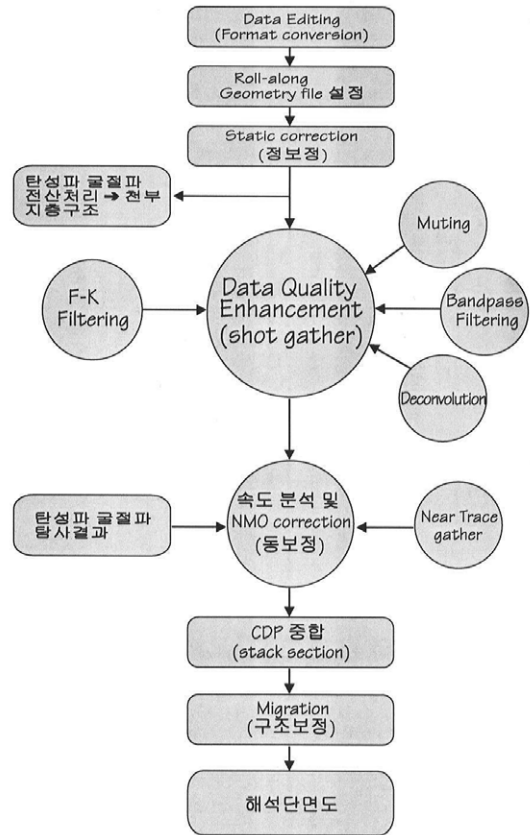 Data Editing
(Format conversion)
Roll-along
Geometry file 설정
Static correction
(정보정)
탄성파 굴절파
전산처리 ➔ 천부
지층구조
Muting
F-K
Filtering
Data Quality
Enhancement
(shot gather)
Bandpass
Filtering
Deconvolution
탄성파 굴절파
탐사결과
속도 분석 및
NMO correction
(동보정)
Near Trace
gather
CDP 중합
(stack section)
Migration
(구조보정)
해석단면도